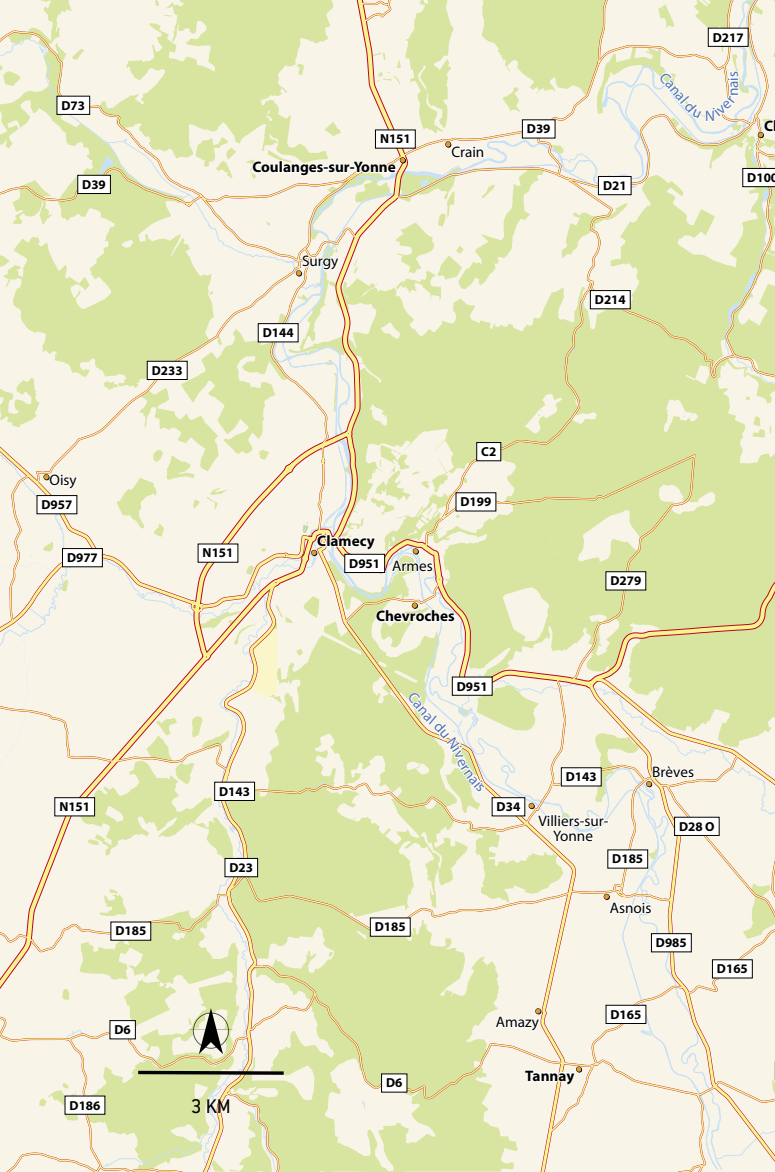 D217
Canal du Nivernais
D73
D39
N151
Crain
Coulanges-sur-Yonne
D39
D21
Surgy
D214
D144
D233
C2
Oisy
D957
D199
Clamecy
N151
D977
D951
Armes
D279
Chevroches
D951
Canal du Nivernais
Brèves
D143
D143
N151
D34
Villiers-sur-
Yonne
D28 O
D185
D23
Asnois
D185
D185
D985
D165
D165
Amazy
D6
Tannay
D6
3 KM
D186